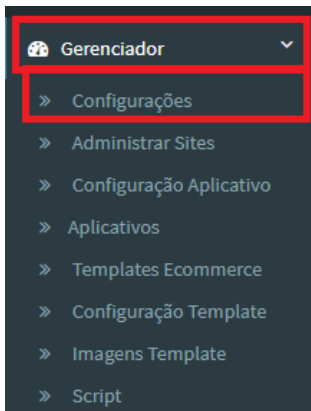 Gerenciador
» Configurações
» Administrar Sites
» Configuração Aplicativo
» Aplicativos
» Templates Ecommerce
» Configuração Template
» Imagens Template
» Script